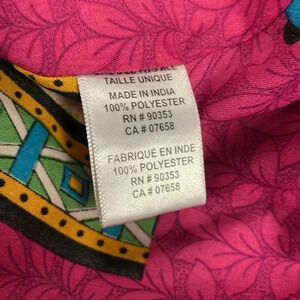 TAILLE UNIQUE
MADE IN INDIA
100% POLYESTER
RN # 90353
CA # 07658
FABRIQUÉ EN INDE
100% POLYESTER
RN # 90353
CA # 07658